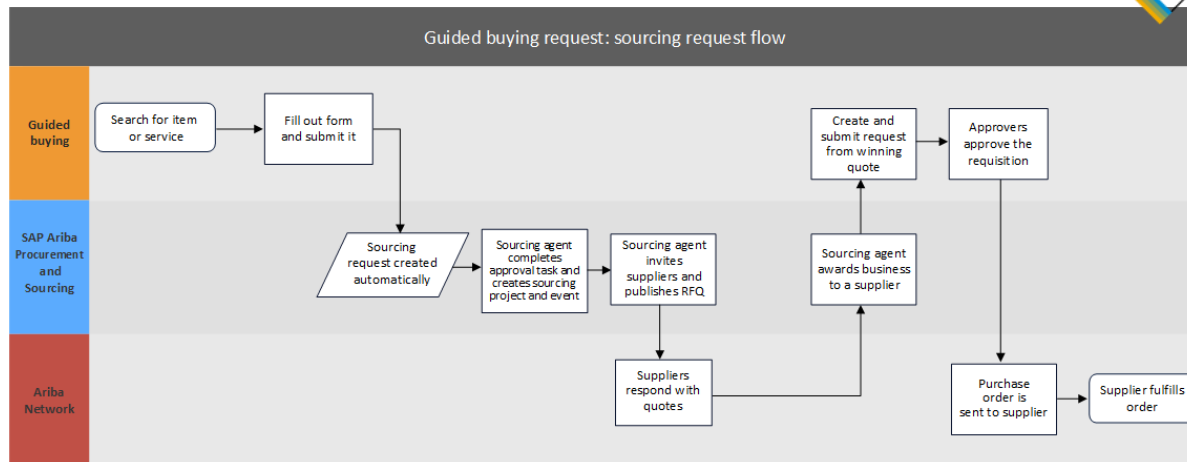 Guided buying request: sourcing request flow
Guided
buying
Search for item
or service
Fill out form
and submit it
Create and
submit request
from winning
quote
Approvers
approve the
requisition
SAP Ariba
Procurement
and
Sourcing
Sourcing
request created
automatically
Sourcing agent
completes
approval task and
creates sourcing
project and event
Sourcing agent
invites
suppliers and
publishes RFQ
Sourcing agent
awards business
to a supplier
Ariba
Network
Suppliers
respond with
quotes
Purchase
order is
sent to supplier
Supplier fulfills
order